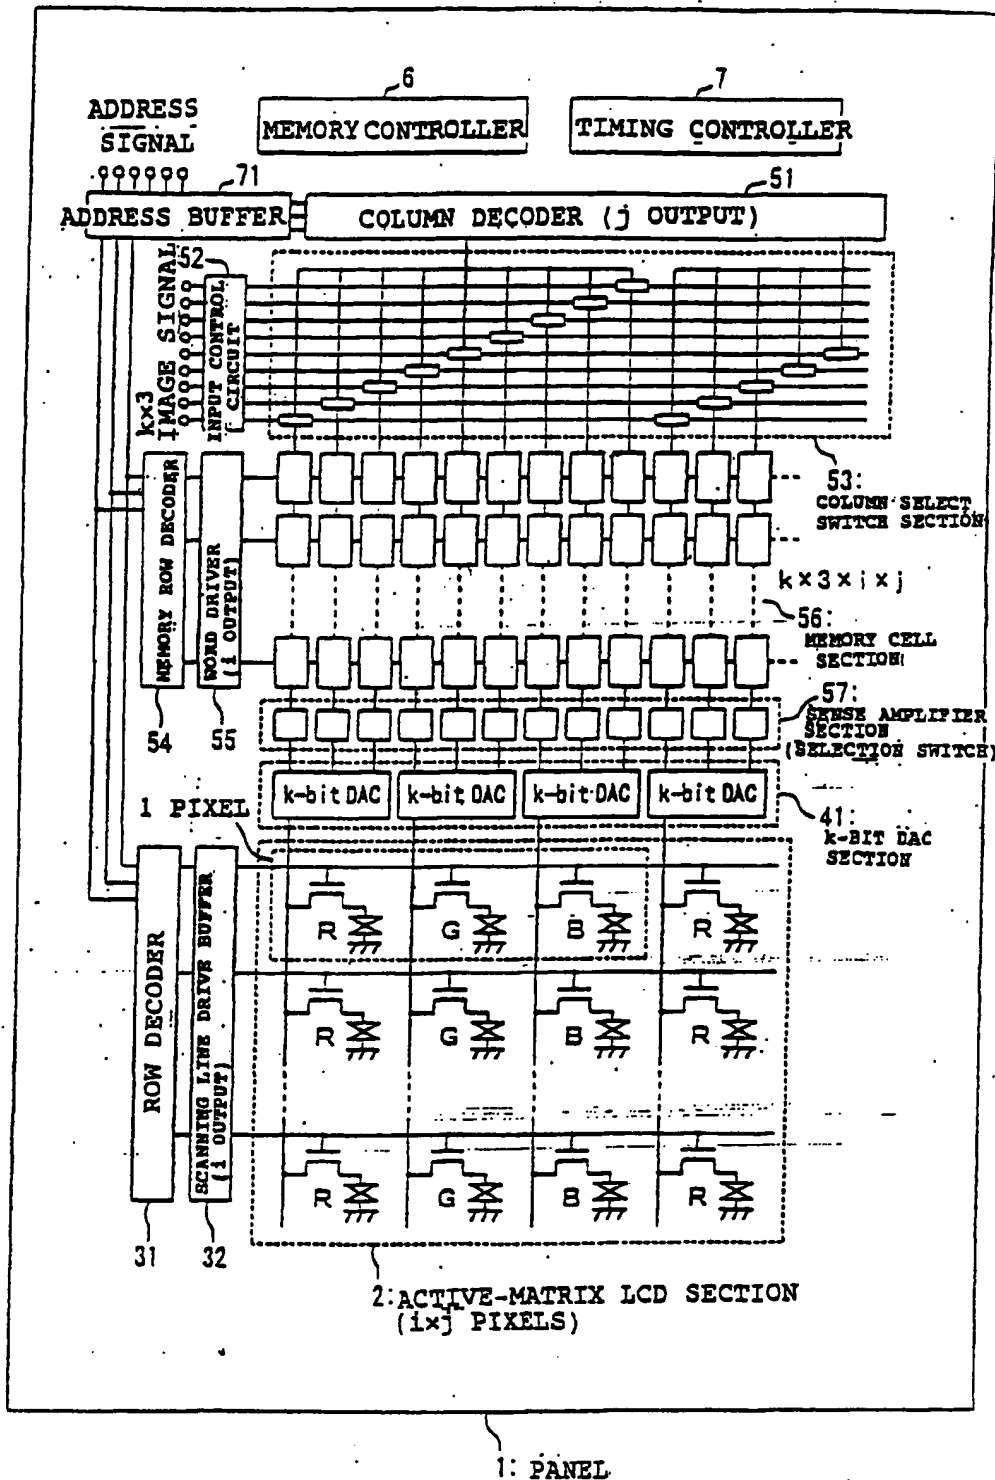 6
7
ADDRESS
SIGNAL
MEMORY CONTROLLER
TIMING CONTROLLER
71
51
ADDRESS BUFFER
COLUMN DECODER (j OUTPUT)
52
k×3
IMAGE SIGNAL
INPUT CONTROL
CIRCUIT
53:
COLUMN SELECT
SWITCH SECTION
MEMORY ROW DECODER
WORD DRIVER
(i OUTPUT)
k×3×i×j
56:
MEMORY CELL
SECTION
54
55
57:
SENSE AMPLIFIER
SECTION
(SELECTION SWITCH)
k-bit DAC
k-bit DAC
k-bit DAC
k-bit DAC
1 PIXEL
41:
k-BIT DAC
SECTION
ROW DECODER
SCANNING LINE DRIVE BUFFER
(i OUTPUT)
R
G
B
R
R
G
B
R
R
G
B
R
31
32
2: ACTIVE-MATRIX LCD SECTION
(i×j PIXELS)
1: PANEL